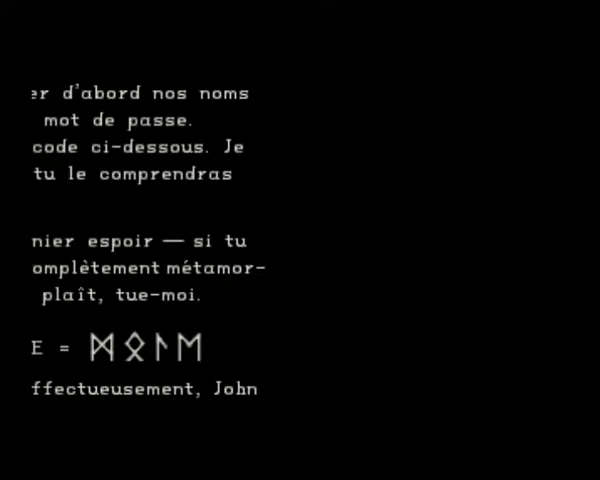 er d'abord nos noms
mot de passe.
code ci-dessous. Je
tu le comprendras
nier espoir — si tu
omplètement métamor-
plaît, tue-moi.
E = MOLE
ffectueusement, John